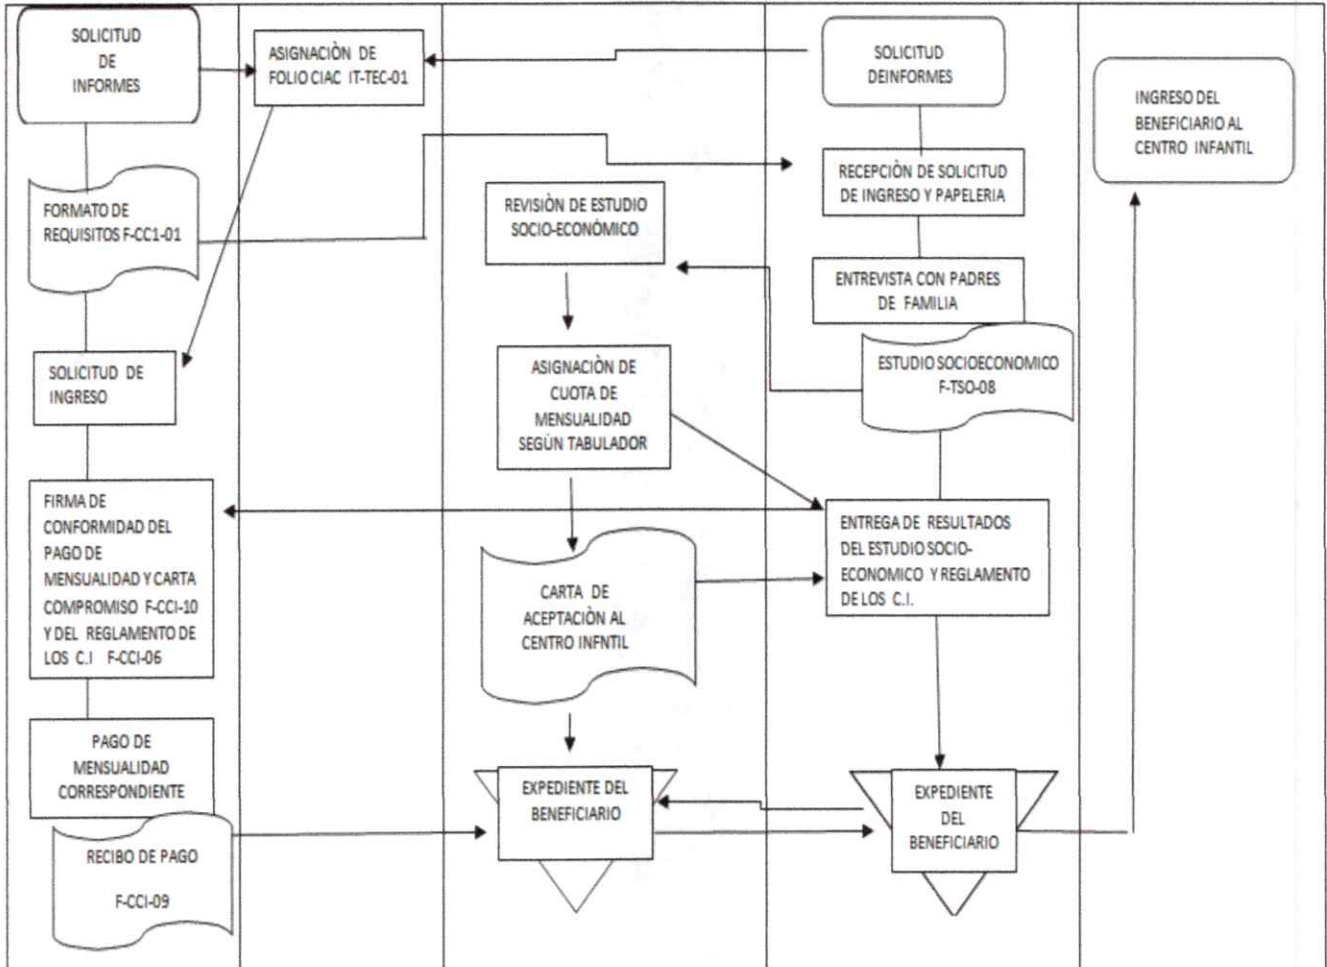 SOLICITUD
DE
INFORMES
FORMATO DE
REQUISITOS F-CC1-01
SOLICITUD DE
INGRESO
FIRMA DE
CONFORMIDAD DEL
PAGO DE
MENSUALIDAD Y CARTA
COMPROMISO F-CCI-10
Y DEL REGLAMENTO DE
LOS C.I F-CCI-06
PAGO DE
MENSUALIDAD
CORRESPONDIENTE
RECIBO DE PAGO
F-CCI-09
ASIGNACIÒN DE
FOLIO CIAC IT-TEC-01
REVISIÒN DE ESTUDIO
SOCIO-ECONÒMICO
ASIGNACIÒN DE
CUOTA DE
MENSUALIDAD
SEGÙN TABULADOR
CARTA DE
ACEPTACIÒN AL
CENTRO INFNTIL
EXPEDIENTE DEL
BENEFICIARIO
SOLICITUD
DEINFORMES
RECEPCIÒN DE SOLICITUD
DE INGRESO Y PAPELERIA
ENTREVISTA CON PADRES
DE FAMILIA
ESTUDIO SOCIOECONOMICO
F-TSO-08
ENTREGA DE RESULTADOS
DEL ESTUDIO SOCIO-
ECONOMICO Y REGLAMENTO
DE LOS C.I.
EXPEDIENTE
DEL
BENEFICIARIO
INGRESO DEL
BENEFICIARIO AL
CENTRO INFANTIL